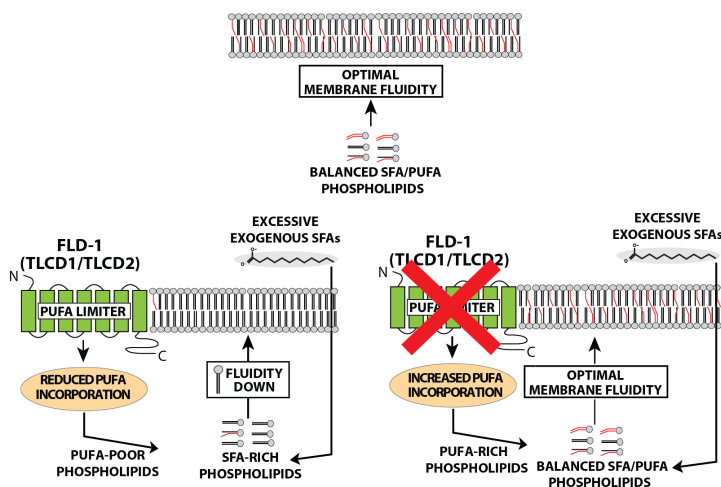 OPTIMAL
MEMBRANE FLUIDITY
BALANCED SFA/PUFA
PHOSPHOLIPIDS
FLD-1
(TLCD1/TLCD2)
N
PUFA LIMITER
C
REDUCED PUFA
INCORPORATION
PUFA-POOR
PHOSPHOLIPIDS
EXCESSIVE
EXOGENOUS SFAs
O-
O
FLUIDITY
DOWN
SFA-RICH
PHOSPHOLIPIDS
FLD-1
(TLCD1/TLCD2)
N
PUFA LIMITER
C
INCREASED PUFA
INCORPORATION
PUFA-RICH
PHOSPHOLIPIDS
EXCESSIVE
EXOGENOUS SFAs
O-
O
OPTIMAL
MEMBRANE FLUIDITY
BALANCED SFA/PUFA
PHOSPHOLIPIDS